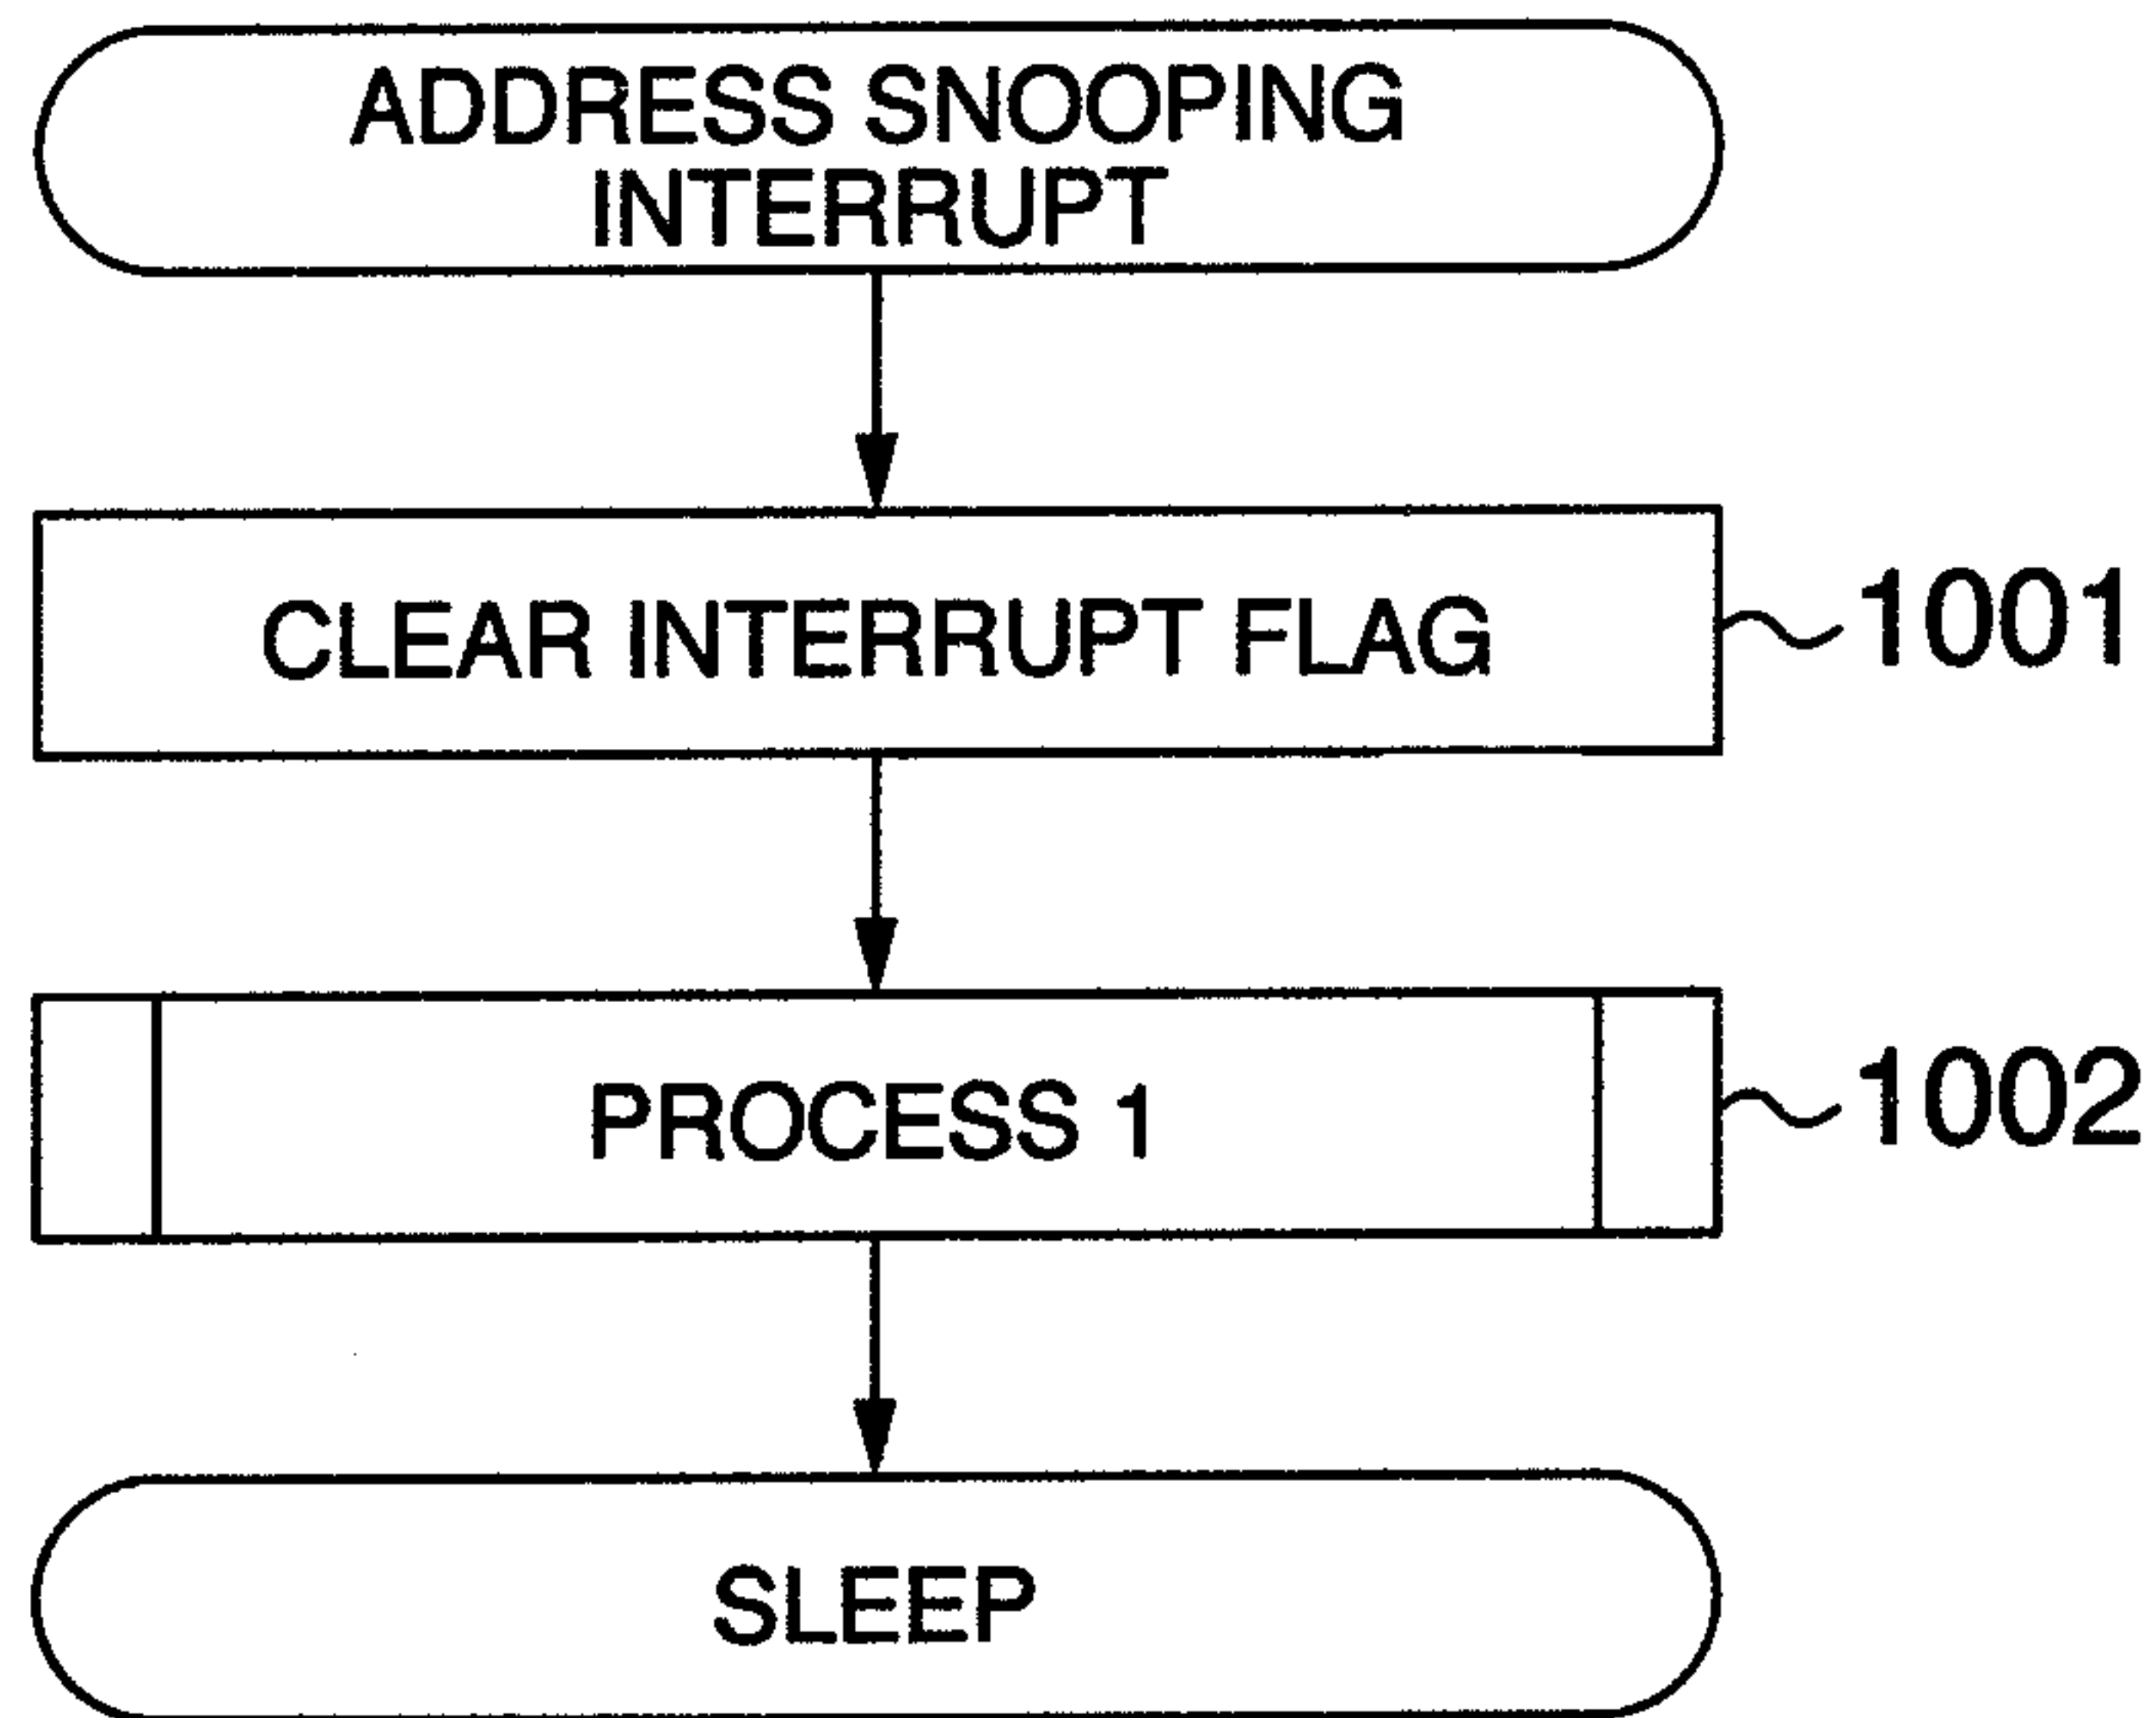 ADDRESS SNOOPING
INTERRUPT
CLEAR INTERRUPT FLAG
1001
PROCESS 1
1002
SLEEP